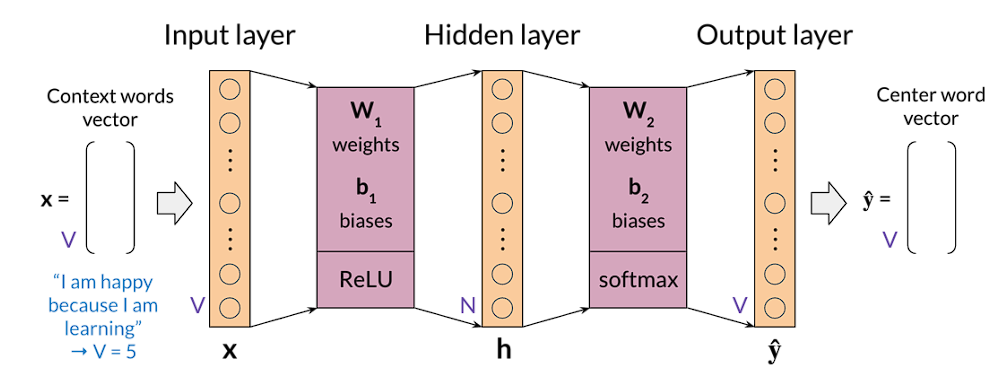 Input layer
Hidden layer
Output layer
Context words
vector
x =
V
“I am happy
because I am
learning”
→ V = 5
V
x
W1
weights
b1
biases
ReLU
N
h
W2
weights
b2
biases
softmax
V
ŷ
Center word
vector
ŷ =
V